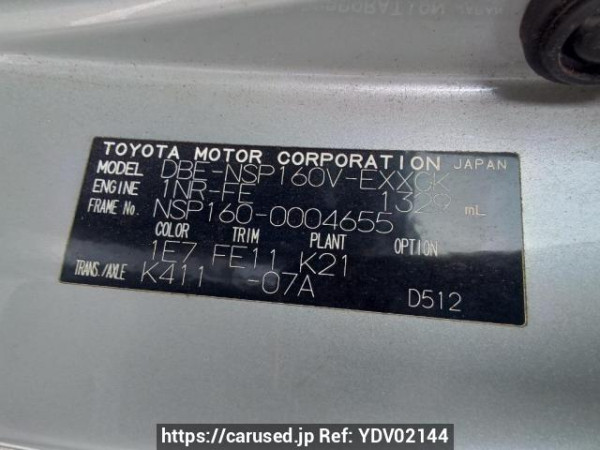 TOYOTA MOTOR CORPORATION JAPAN
MODEL DBE-NSP160V-EXXGK
ENGINE 1NR-FE 1329 mL
FRAME No. NSP160-0004655
COLOR TRIM PLANT OPTION
1E7 FE11 K21
TRANS./AXLE K411 -07A
D512
https://carused.jp Ref: YDV02144